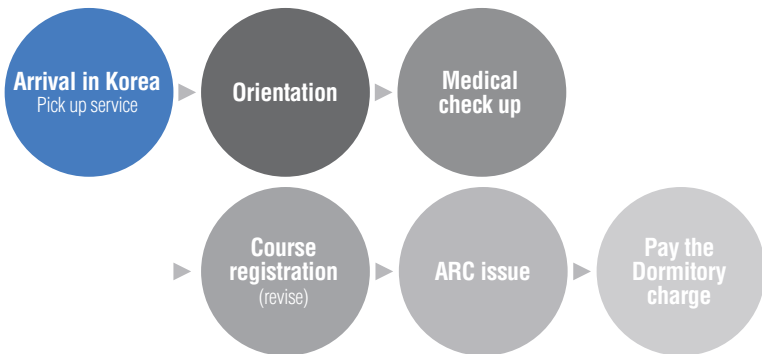 Arrival in Korea
Pick up service
Orientation
Medical
check up
Course
registration
(revise)
ARC issue
Pay the
Dormitory
charge